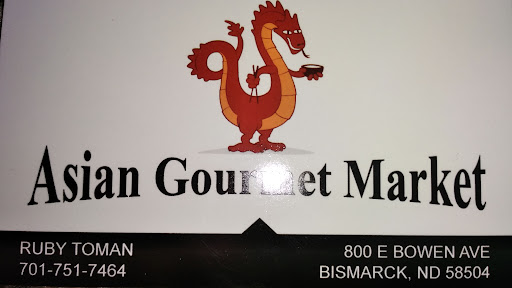 Asian Gourmet Market
RUBY TOMAN
701-751-7464
800 E BOWEN AVE
BISMARCK, ND 58504